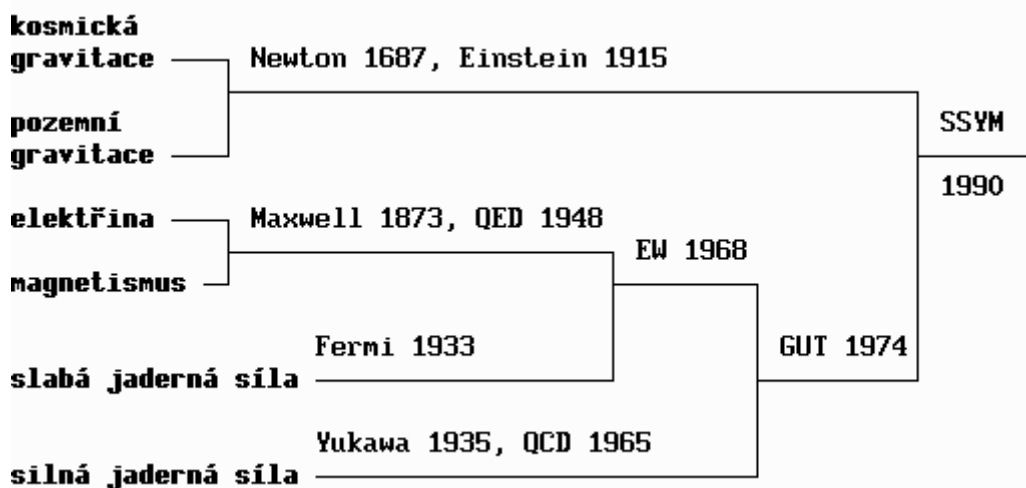 kosmická
gravitace
Newton 1687, Einstein 1915
pozemní
gravitace
SSYM
1990
elektřina
Maxwell 1873, QED 1948
EW 1968
magnetismus
Fermi 1933
GUT 1974
slabá jaderná síla
Yukawa 1935, QCD 1965
silná jaderná síla